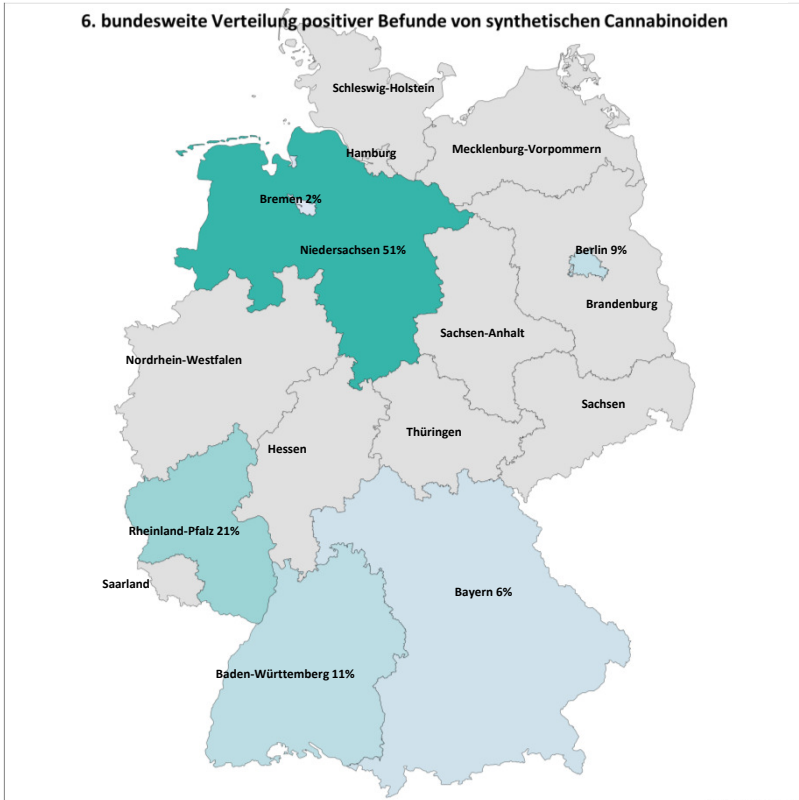 6. bundesweite Verteilung positiver Befunde von synthetischen Cannabinoiden
Schleswig-Holstein
Hamburg
Mecklenburg-Vorpommern
Bremen 2%
Niedersachsen 51%
Berlin 9%
Brandenburg
Sachsen-Anhalt
Nordrhein-Westfalen
Sachsen
Thüringen
Hessen
Rheinland-Pfalz 21%
Saarland
Bayern 6%
Baden-Württemberg 11%